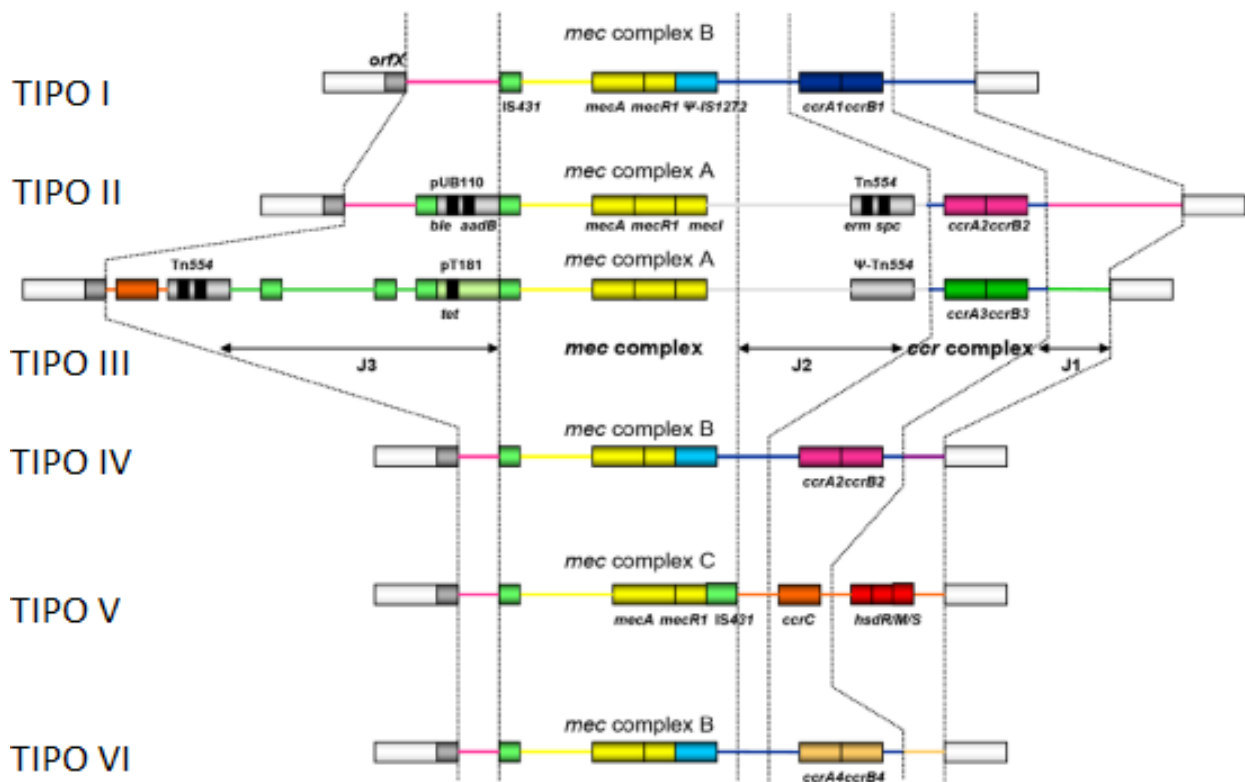 mec complex B
orfX
TIPO I
IS431
mecA mecR1 Ψ-IS1272
ccrA1ccrB1
mec complex A
TIPO II
pUB110
Tn554
ble aadB
mecA mecR1 mecI
erm spc
ccrA2ccrB2
mec complex A
Tn554
pT181
Ψ-Tn554
tet
mecA mecR1
ccrA3ccrB3
TIPO III
J3
mec complex
J2
ccr complex
J1
mec complex B
TIPO IV
ccrA2ccrB2
mec complex C
TIPO V
mecA mecR1 IS431
ccrC
hsdR/M/S
mec complex B
TIPO VI
ccrA4ccrB4